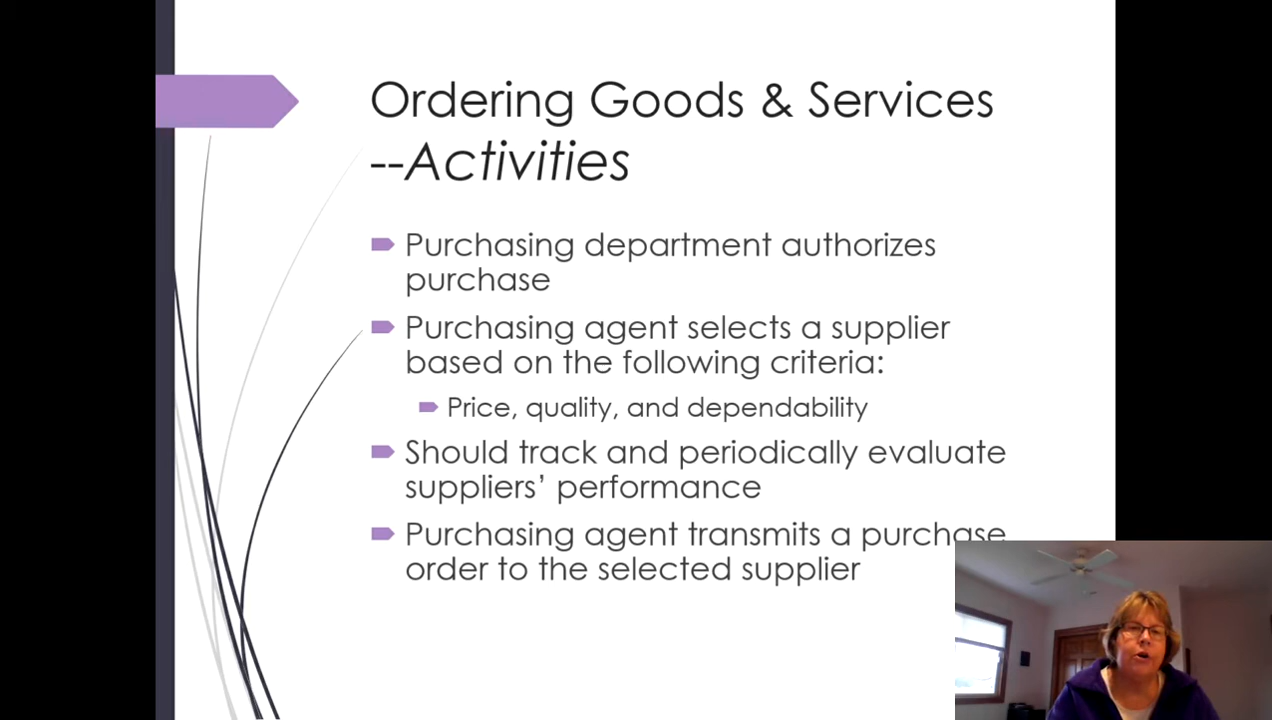 Ordering Goods & Services
--Activities
Purchasing department authorizes
purchase
Purchasing agent selects a supplier
based on the following criteria:
Price, quality, and dependability
Should track and periodically evaluate
suppliers’ performance
Purchasing agent transmits a purchase
order to the selected supplier